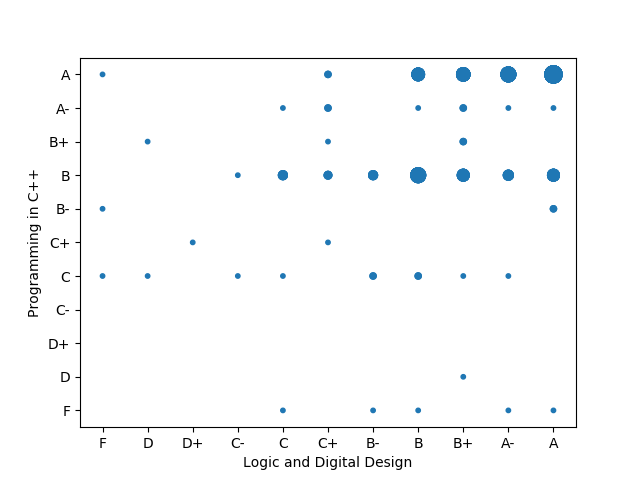 A
A-
B+
B
B-
C+
C
C-
D+
D
F
Programming in C++
F D D+ C- C C+ B- B B+ A- A
Logic and Digital Design